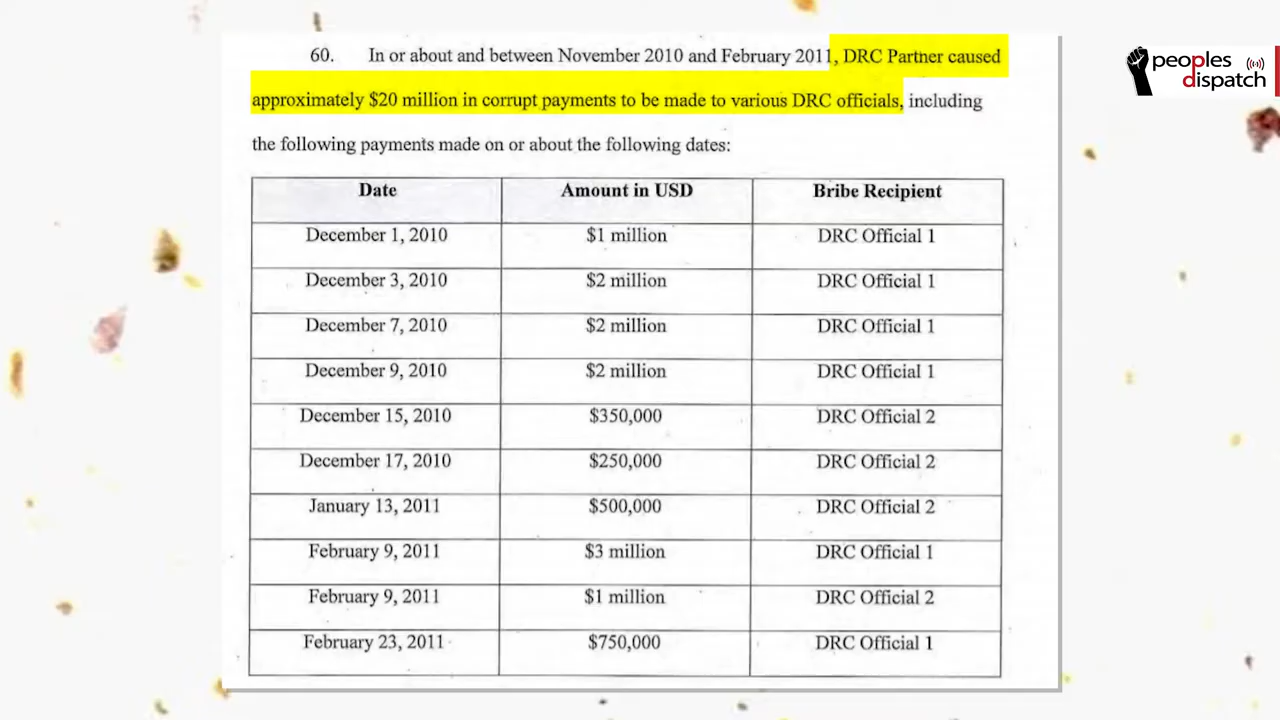 peoples
dispatch
60. In or about and between November 2010 and February 2011, DRC Partner caused
approximately $20 million in corrupt payments to be made to various DRC officials, including
the following payments made on or about the following dates:
Date Amount in USD Bribe Recipient
December 1, 2010 $1 million DRC Official 1
December 3, 2010 $2 million DRC Official 1
December 7, 2010 $2 million DRC Official 1
December 9, 2010 $2 million DRC Official 1
December 15, 2010 $350,000 DRC Official 2
December 17, 2010 $250,000 DRC Official 2
January 13, 2011 $500,000 DRC Official 2
February 9, 2011 $3 million DRC Official 1
February 9, 2011 $1 million DRC Official 2
February 23, 2011 $750,000 DRC Official 1